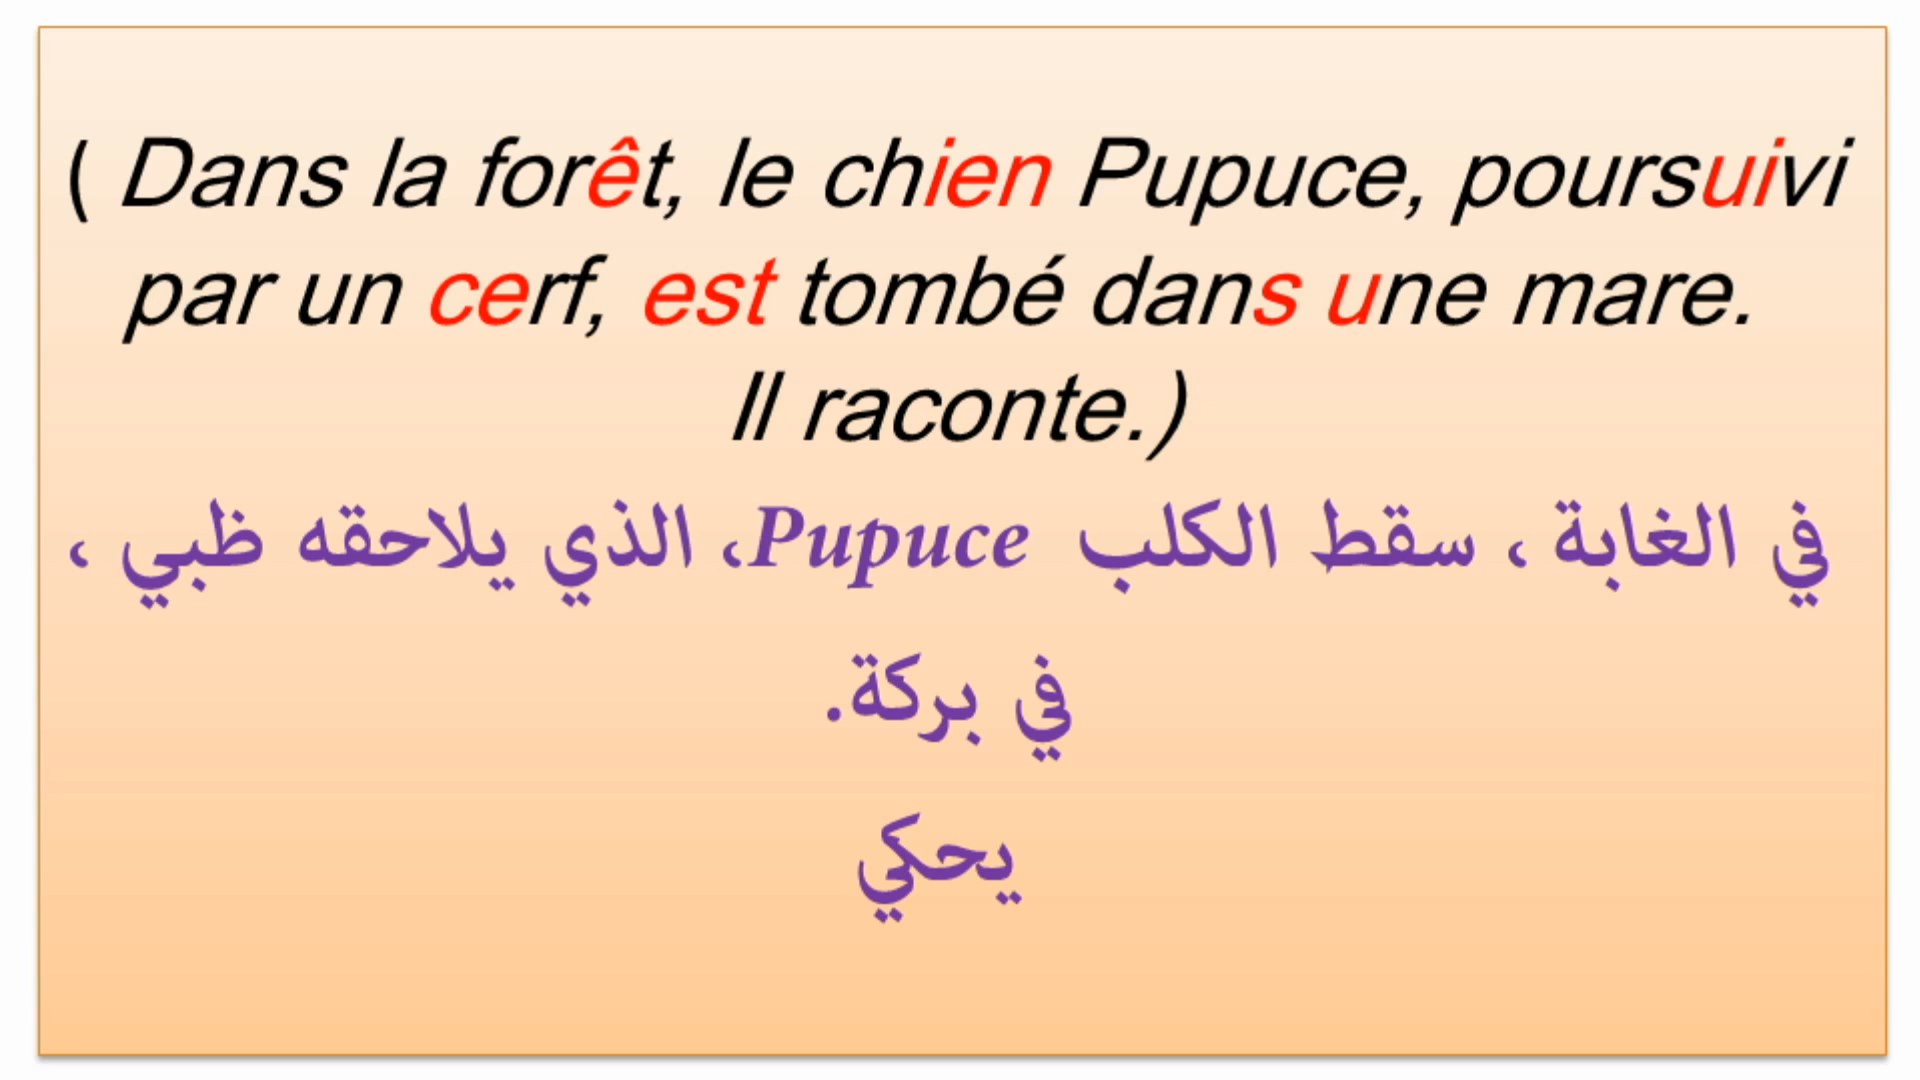 ( Dans la forêt, le chien Pupuce, poursuivi
par un cerf, est tombé dans une mare.
Il raconte.)
في الغابة ، سقط الكلب Pupuce، الذي يلاحقه ظبي ،
في بركة.
يحكي